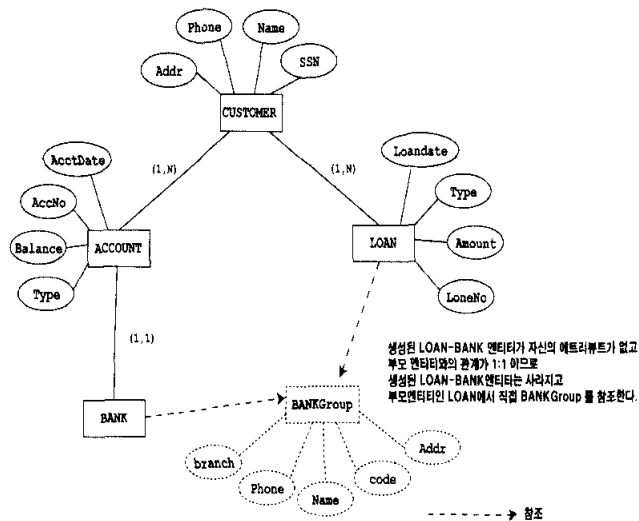 Phone
Name
Addr
SSN
CUSTOMER
AcctDate
(1,N)
(1,N)
Loandate
AccNo
Type
Balance
ACCOUNT
LOAN
Amount
Type
LoneNo
(1,1)
생성된 LOAN-BANK 엔티티가 자신의 애트리뷰트가 없고
부모 엔티티와의 관계가 1:1 이므로
생성된 LOAN-BANK엔티티는 사라지고
부모엔티티인 LOAN에서 직접 BANKGroup 를 참조한다.
BANK
BANKGroup
branch
Phone
Name
code
Addr
참조